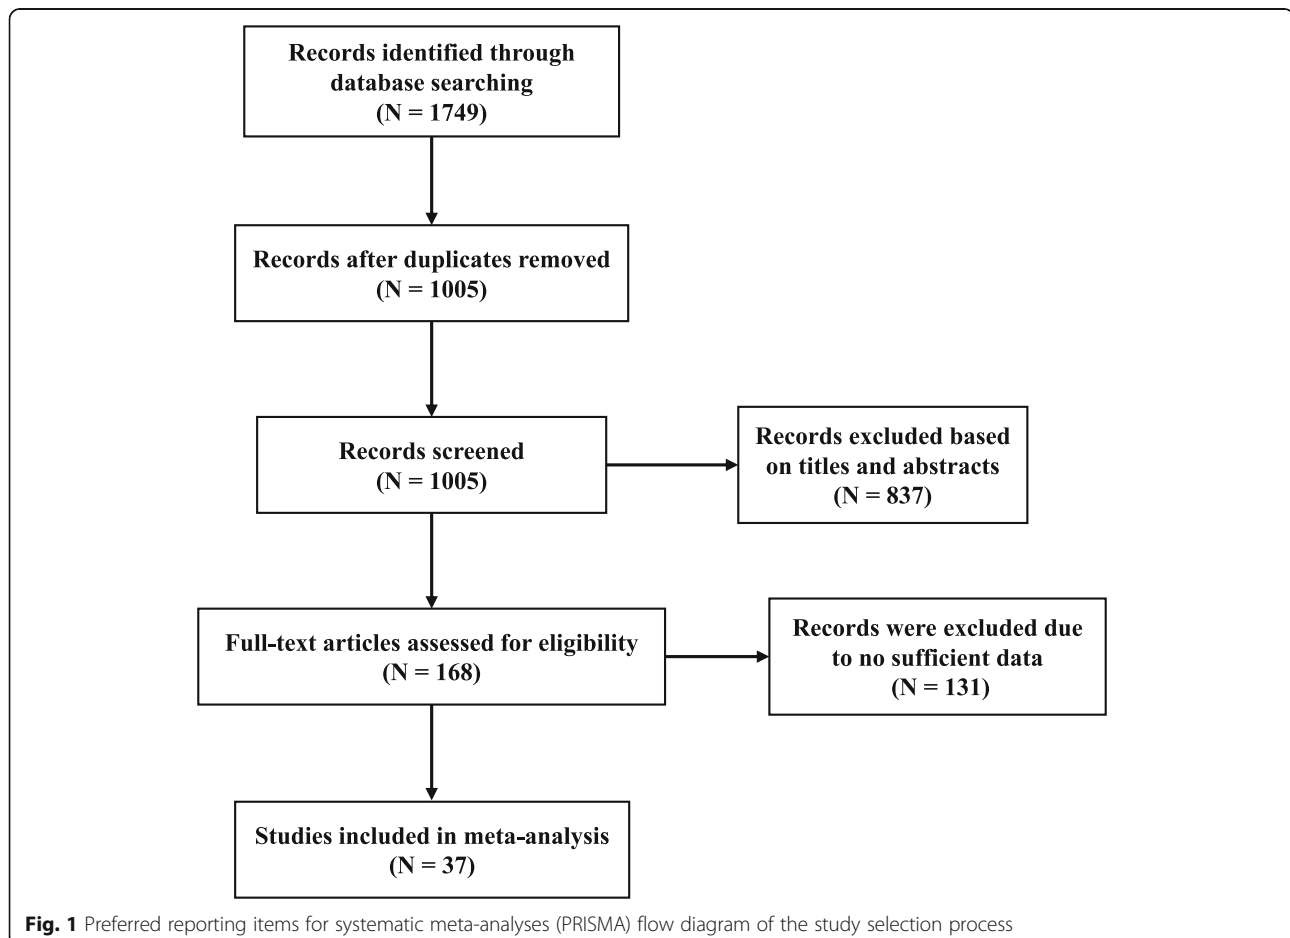 Records identified through
database searching
(N = 1749)
Records after duplicates removed
(N = 1005)
Records screened
(N = 1005)
Records excluded based
on titles and abstracts
(N = 837)
Full-text articles assessed for eligibility
(N = 168)
Records were excluded due
to no sufficient data
(N = 131)
Studies included in meta-analysis
(N = 37)
Fig. 1 Preferred reporting items for systematic meta-analyses (PRISMA) flow diagram of the study selection process